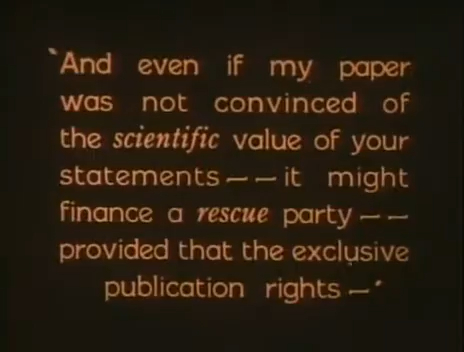 `And even if my paper
was not convinced of
the scientific value of your
statements — — it might
finance a rescue party — —
provided that the exclusive
publication rights —'